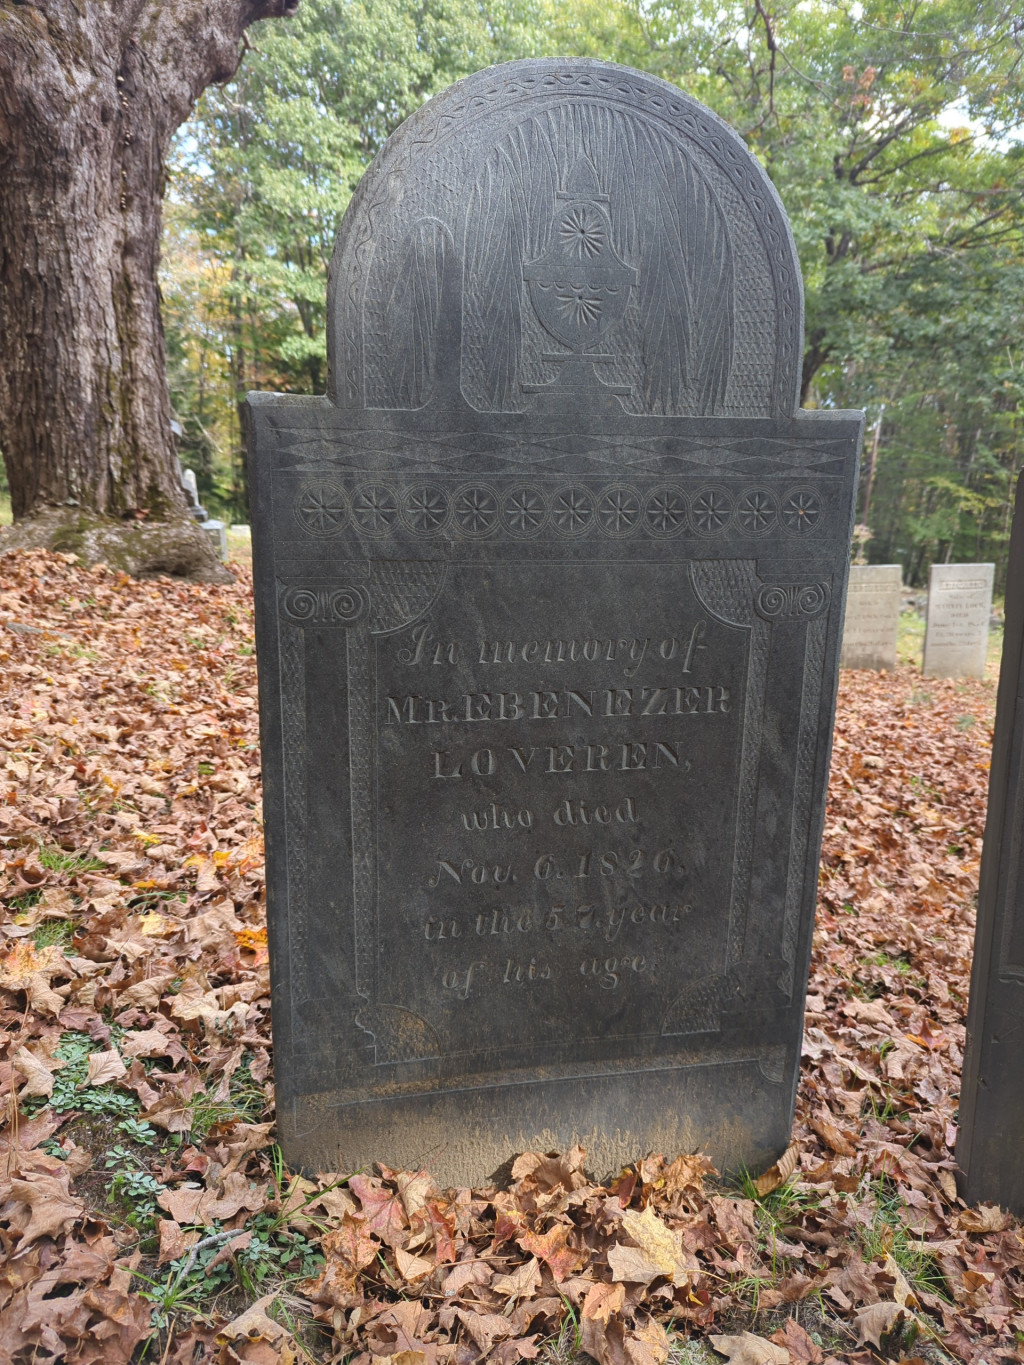 In memory of
MR. EBENEZER
LOVEREN,
who died
Nov. 6. 1826.
in the 57. year
of his age.